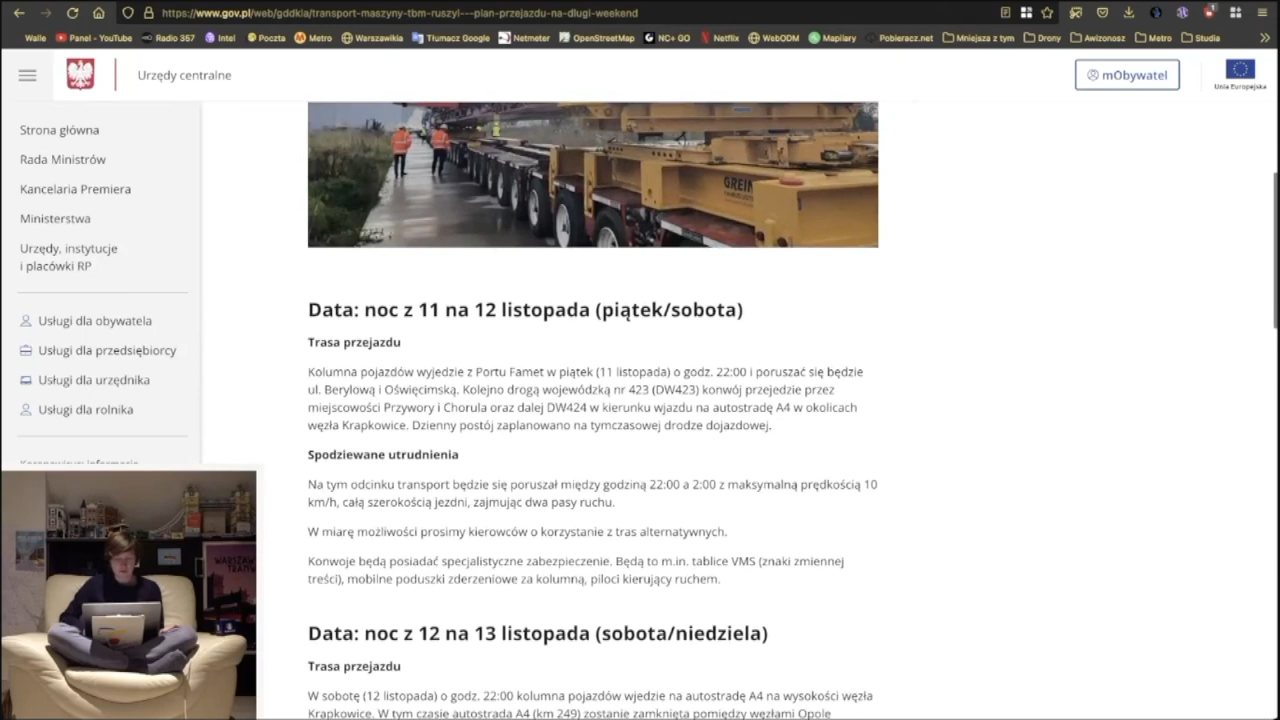 https://www.gov.pl/web/gddkia/transport-maszyny-tbm-ruszyl---plan-przejazdu-na-dlugi-weekend
Walle Panel - YouTube Radio 357 Intel Poczta Metro Warszawikia Tłumacz Google Netmeter OpenStreetMap NC+ GO Netflix WebODM Mapilary Pobieracz.net Mniejsza z tym Drony Awizonosz Metro Studia
Urzędy centralne
mObywatel
Unia Europejska
Strona główna
Rada Ministrów
Kancelaria Premiera
Ministerstwa
Urzędy, instytucje
i placówki RP
Usługi dla obywatela
Usługi dla przedsiębiorcy
Usługi dla urzędnika
Usługi dla rolnika
GREIN
Data: noc z 11 na 12 listopada (piątek/sobota)
Trasa przejazdu
Kolumna pojazdów wyjedzie z Portu Famet w piątek (11 listopada) o godz. 22:00 i poruszać się będzie
ul. Berylową i Oświęcimską. Kolejno drogą wojewódzką nr 423 (DW423) konwój przejedzie przez
miejscowości Przywory i Chorula oraz dalej DW424 w kierunku wjazdu na autostradę A4 w okolicach
węzła Krapkowice. Dzienny postój zaplanowano na tymczasowej drodze dojazdowej.
Spodziewane utrudnienia
Na tym odcinku transport będzie się poruszał między godziną 22:00 a 2:00 z maksymalną prędkością 10
km/h, całą szerokością jezdni, zajmując dwa pasy ruchu.
W miarę możliwości prosimy kierowców o korzystanie z tras alternatywnych.
Konwoje będą posiadać specjalistyczne zabezpieczenie. Będą to m.in. tablice VMS (znaki zmiennej
treści), mobilne poduszki zderzeniowe za kolumną, piloci kierujący ruchem.
Data: noc z 12 na 13 listopada (sobota/niedziela)
Trasa przejazdu
W sobotę (12 listopada) o godz. 22:00 kolumna pojazdów wjedzie na autostradę A4 na wysokości węzła
Krapkowice. W tym czasie autostrada A4 (km 249) zostanie zamknięta pomiędzy węzłami Opole